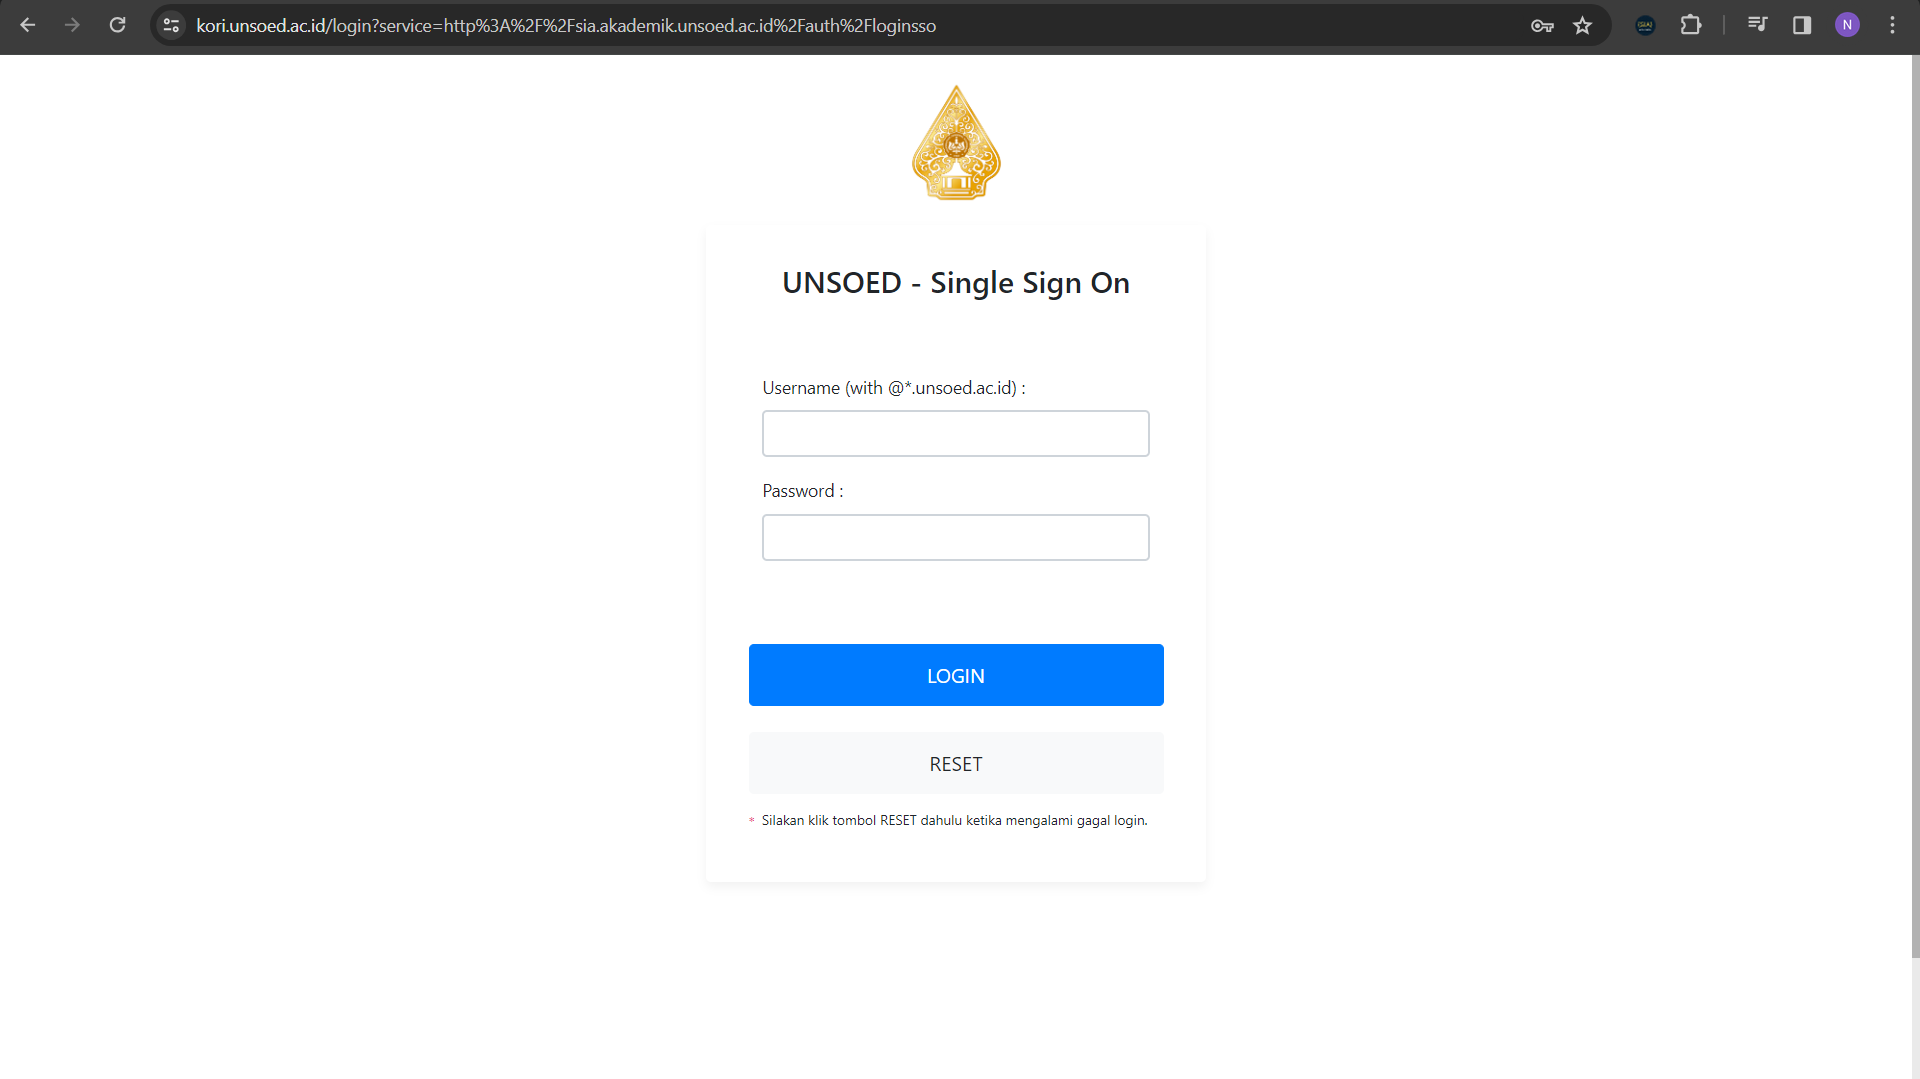 kori.unsoed.ac.id/login?service=http%3A%2F%2Fsia.akademik.unsoed.ac.id%2Fauth%2Floginsso
N
UNSOED - Single Sign On
Username (with @*.unsoed.ac.id) :
Password :
LOGIN
RESET
* Silakan klik tombol RESET dahulu ketika mengalami gagal login.